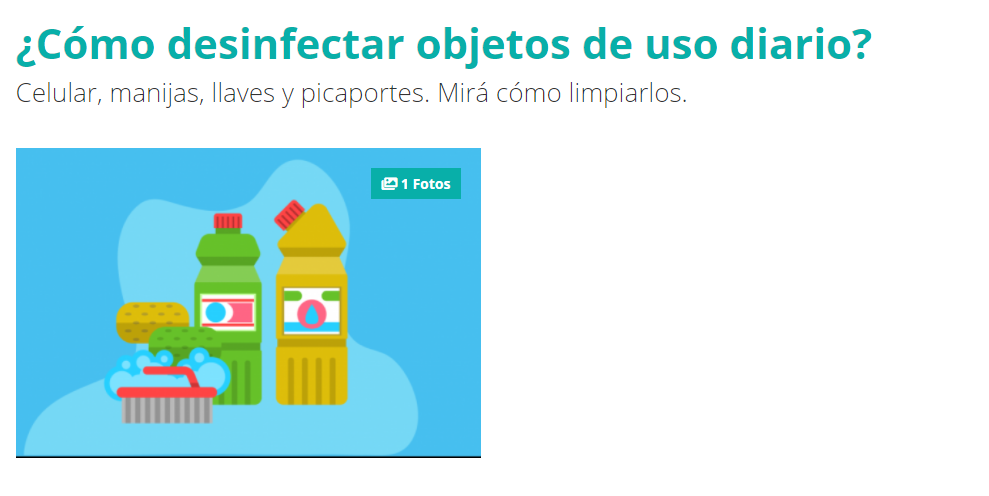 ¿Cómo desinfectar objetos de uso diario?
Celular, manijas, llaves y picaportes. Mirá cómo limpiarlos.
1 Fotos